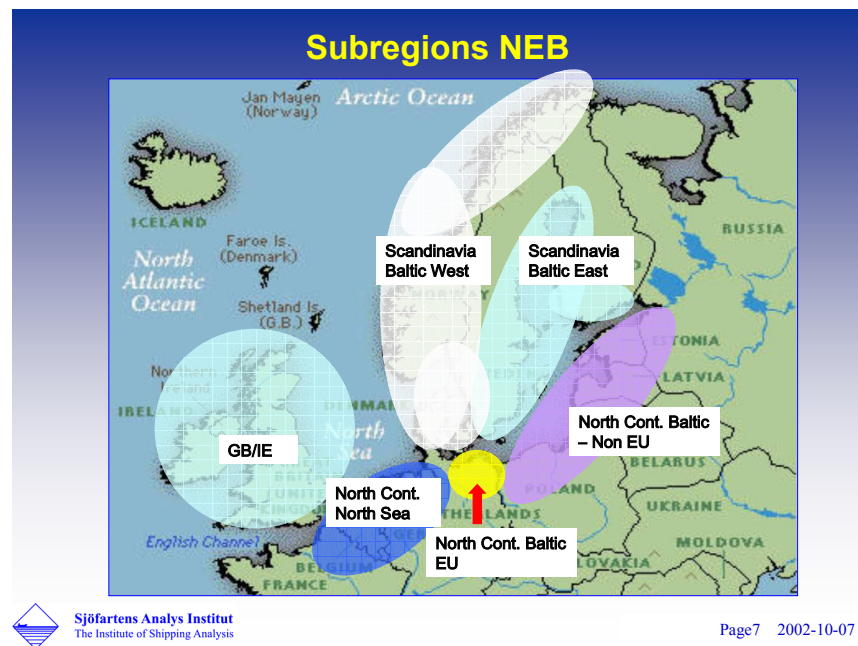 Subregions NEB
Jan Mayen
(Norway)
Arctic Ocean
ICELAND
RUSSIA
Faroe Is.
(Denmark)
North
Atlantic
Ocean
Scandinavia
Baltic West
Scandinavia
Baltic East
Shetland Is.
(G.B.)
ESTONIA
LATVIA
North Cont. Baltic
– Non EU
GB/IE
BELARUS
North Cont.
North Sea
POLAND
UKRAINE
English Channel
North Cont. Baltic
EU
MOLDOVA
BELGIUM
FRANCE
Sjöfartens Analys Institut
The Institute of Shipping Analysis
Page7 2002-10-07